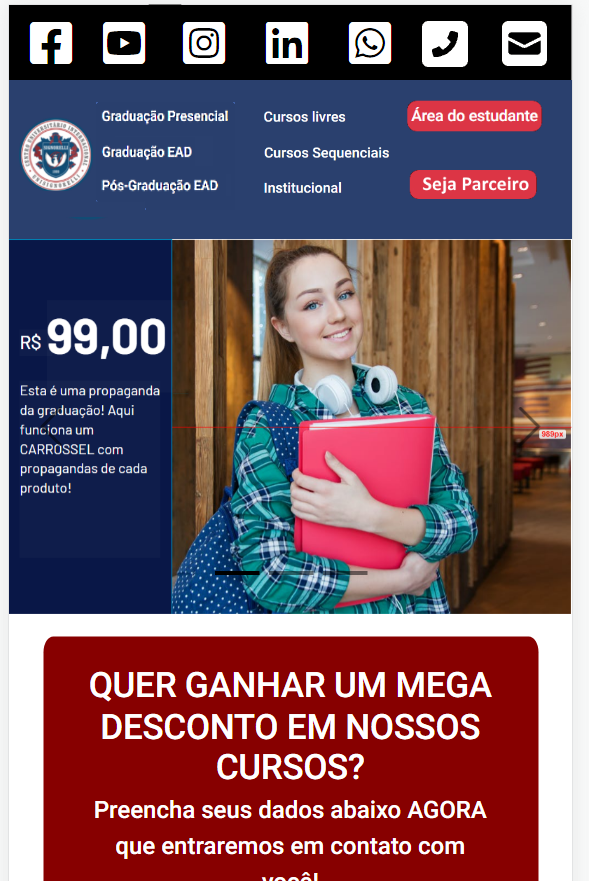 Graduação Presencial
Graduação EAD
Pós-Graduação EAD
Cursos livres
Cursos Sequenciais
Institucional
Área do estudante
Seja Parceiro
R$ 99,00
Esta é uma propaganda
da graduação! Aqui
funciona um
CARROSSEL com
propagandas de cada
produto!
989px
QUER GANHAR UM MEGA
DESCONTO EM NOSSOS
CURSOS?
Preencha seus dados abaixo AGORA
que entraremos em contato com
você!